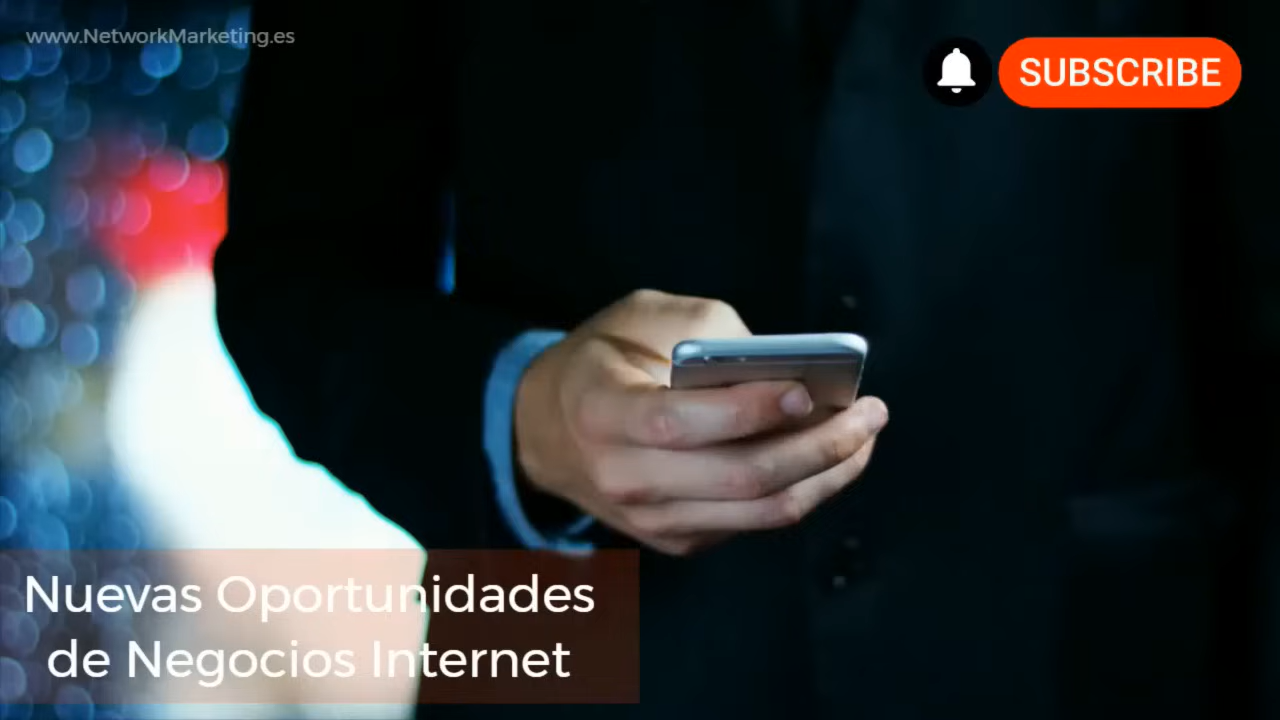 www.NetworkMarketing.es
SUBSCRIBE
Nuevas Oportunidades
de Negocios Internet